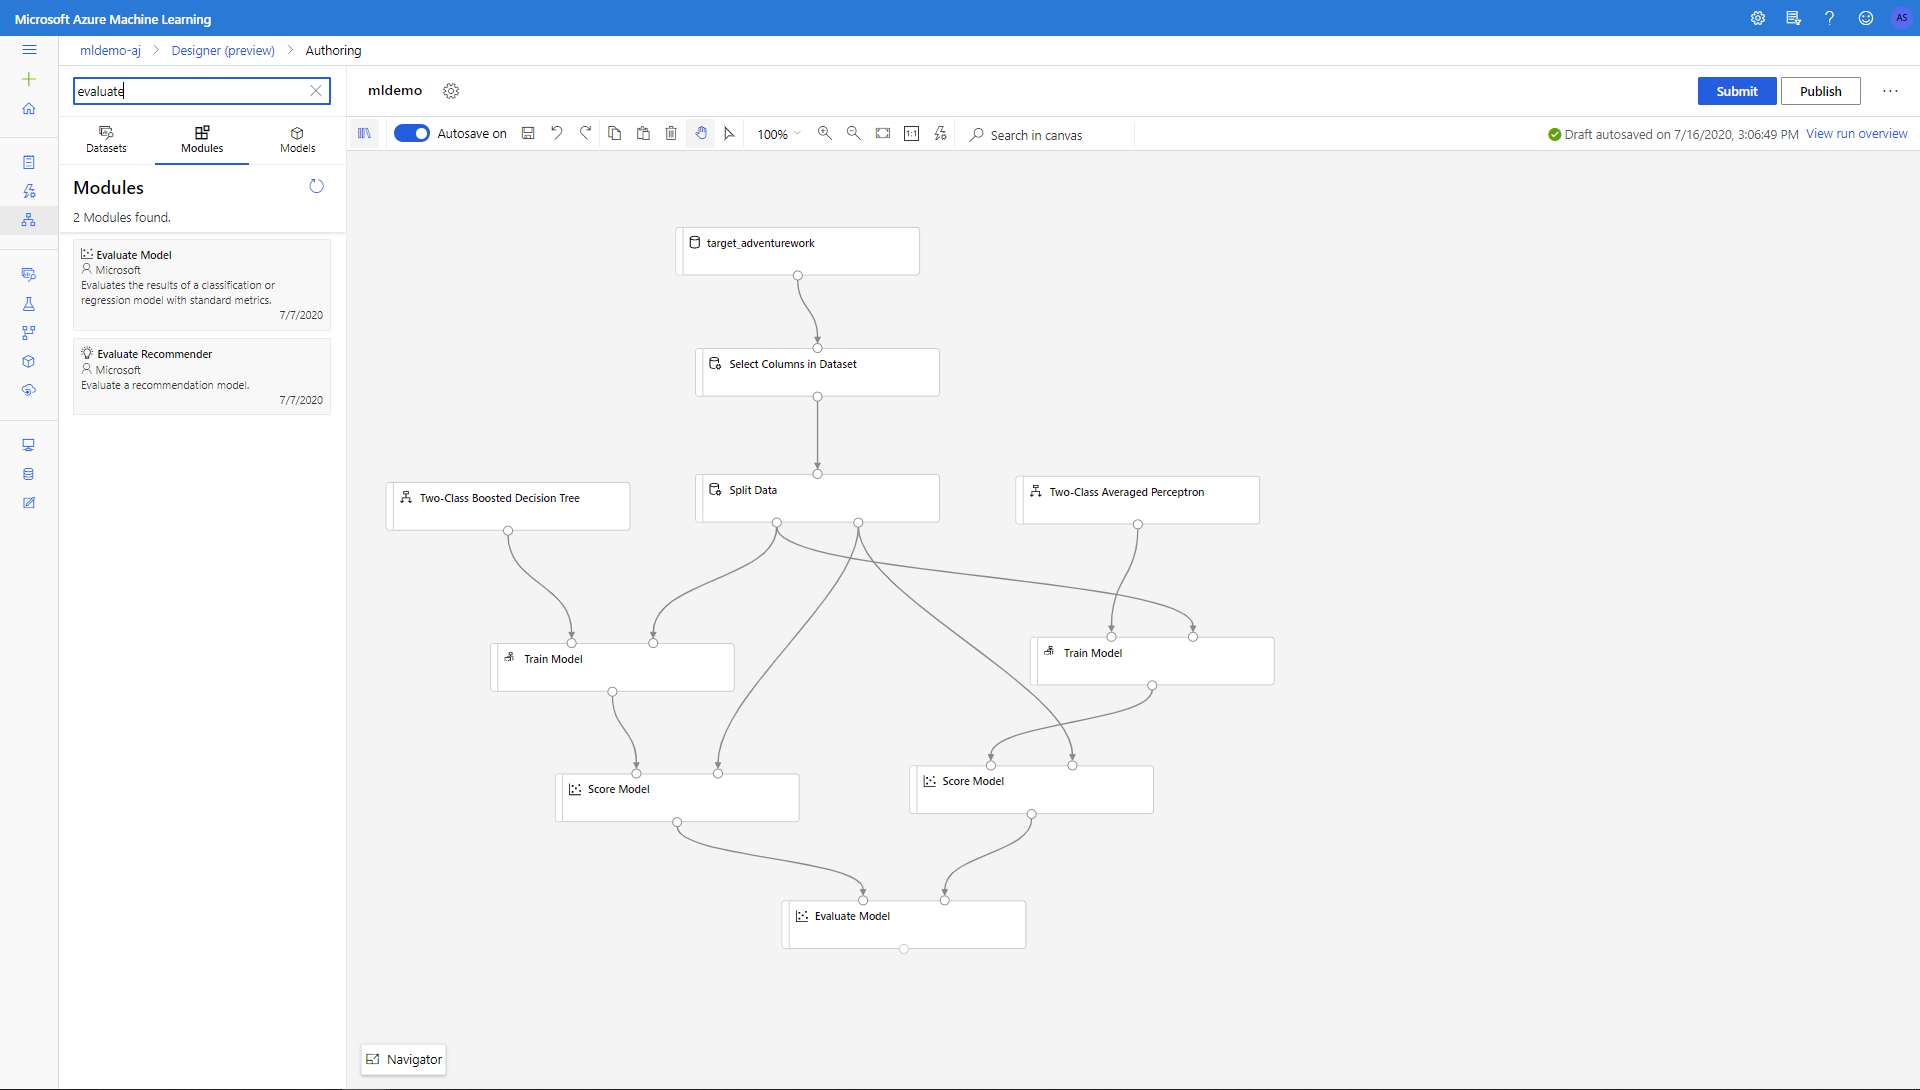 Microsoft Azure Machine Learning
AS
mldemo-aj > Designer (preview) > Authoring
evaluate
Datasets
Modules
Models
Modules
2 Modules found.
Evaluate Model
Microsoft
Evaluates the results of a classification or
regression model with standard metrics.
7/7/2020
Evaluate Recommender
Microsoft
Evaluate a recommendation model.
7/7/2020
mldemo
Submit
Publish
Autosave on
100%
1:1
Search in canvas
Draft autosaved on 7/16/2020, 3:06:49 PM
View run overview
target_adventurework
Select Columns in Dataset
Two-Class Boosted Decision Tree
Split Data
Two-Class Averaged Perceptron
Train Model
Train Model
Score Model
Score Model
Evaluate Model
Navigator